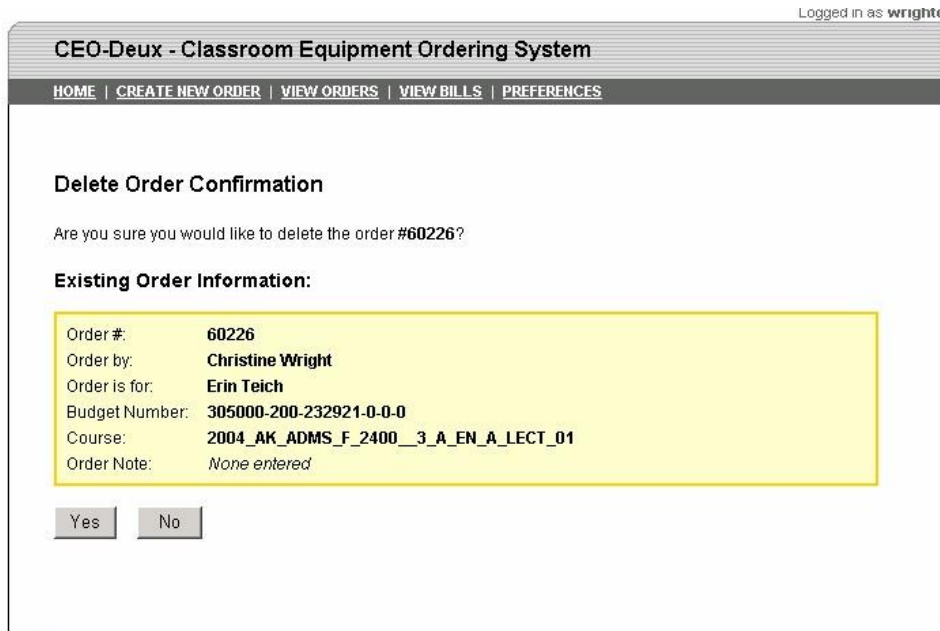 Logged in as wrighte
CEO-Deux - Classroom Equipment Ordering System
HOME | CREATE NEW ORDER | VIEW ORDERS | VIEW BILLS | PREFERENCES
Delete Order Confirmation
Are you sure you would like to delete the order #60226?
Existing Order Information:
Order #: 60226
Order by: Christine Wright
Order is for: Erin Teich
Budget Number: 305000-200-232921-0-0-0
Course: 2004_AK_ADMS_F_2400__3_A_EN_A_LECT_01
Order Note: None entered
Yes No